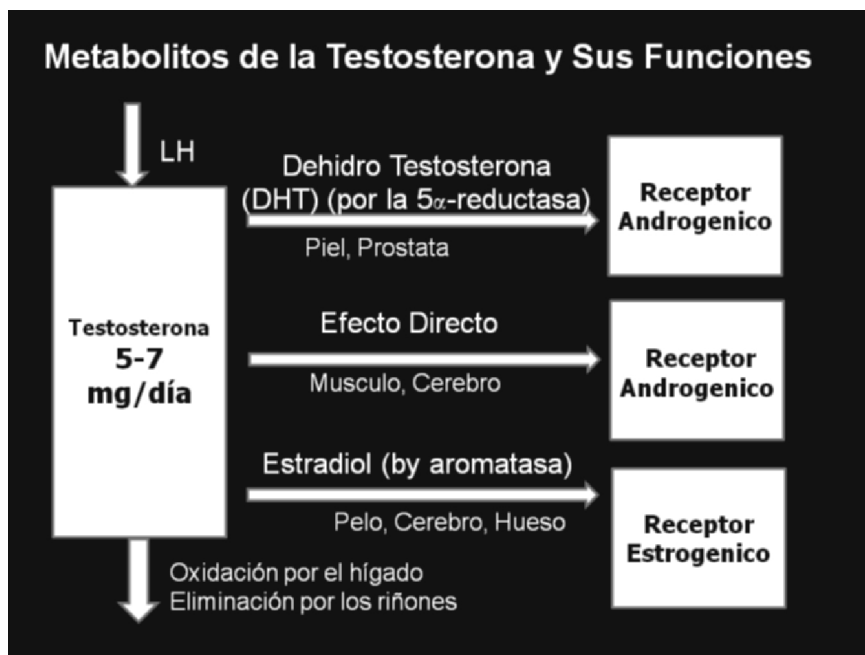 Metabolitos de la Testosterona y Sus Funciones
LH
Testosterona
5-7
mg/día
Dehidro Testosterona
(DHT) (por la 5α-reductasa)
Piel, Prostata
Receptor
Androgenico
Efecto Directo
Musculo, Cerebro
Receptor
Androgenico
Estradiol (by aromatasa)
Pelo, Cerebro, Hueso
Receptor
Estrogenico
Oxidación por el hígado
Eliminación por los riñones